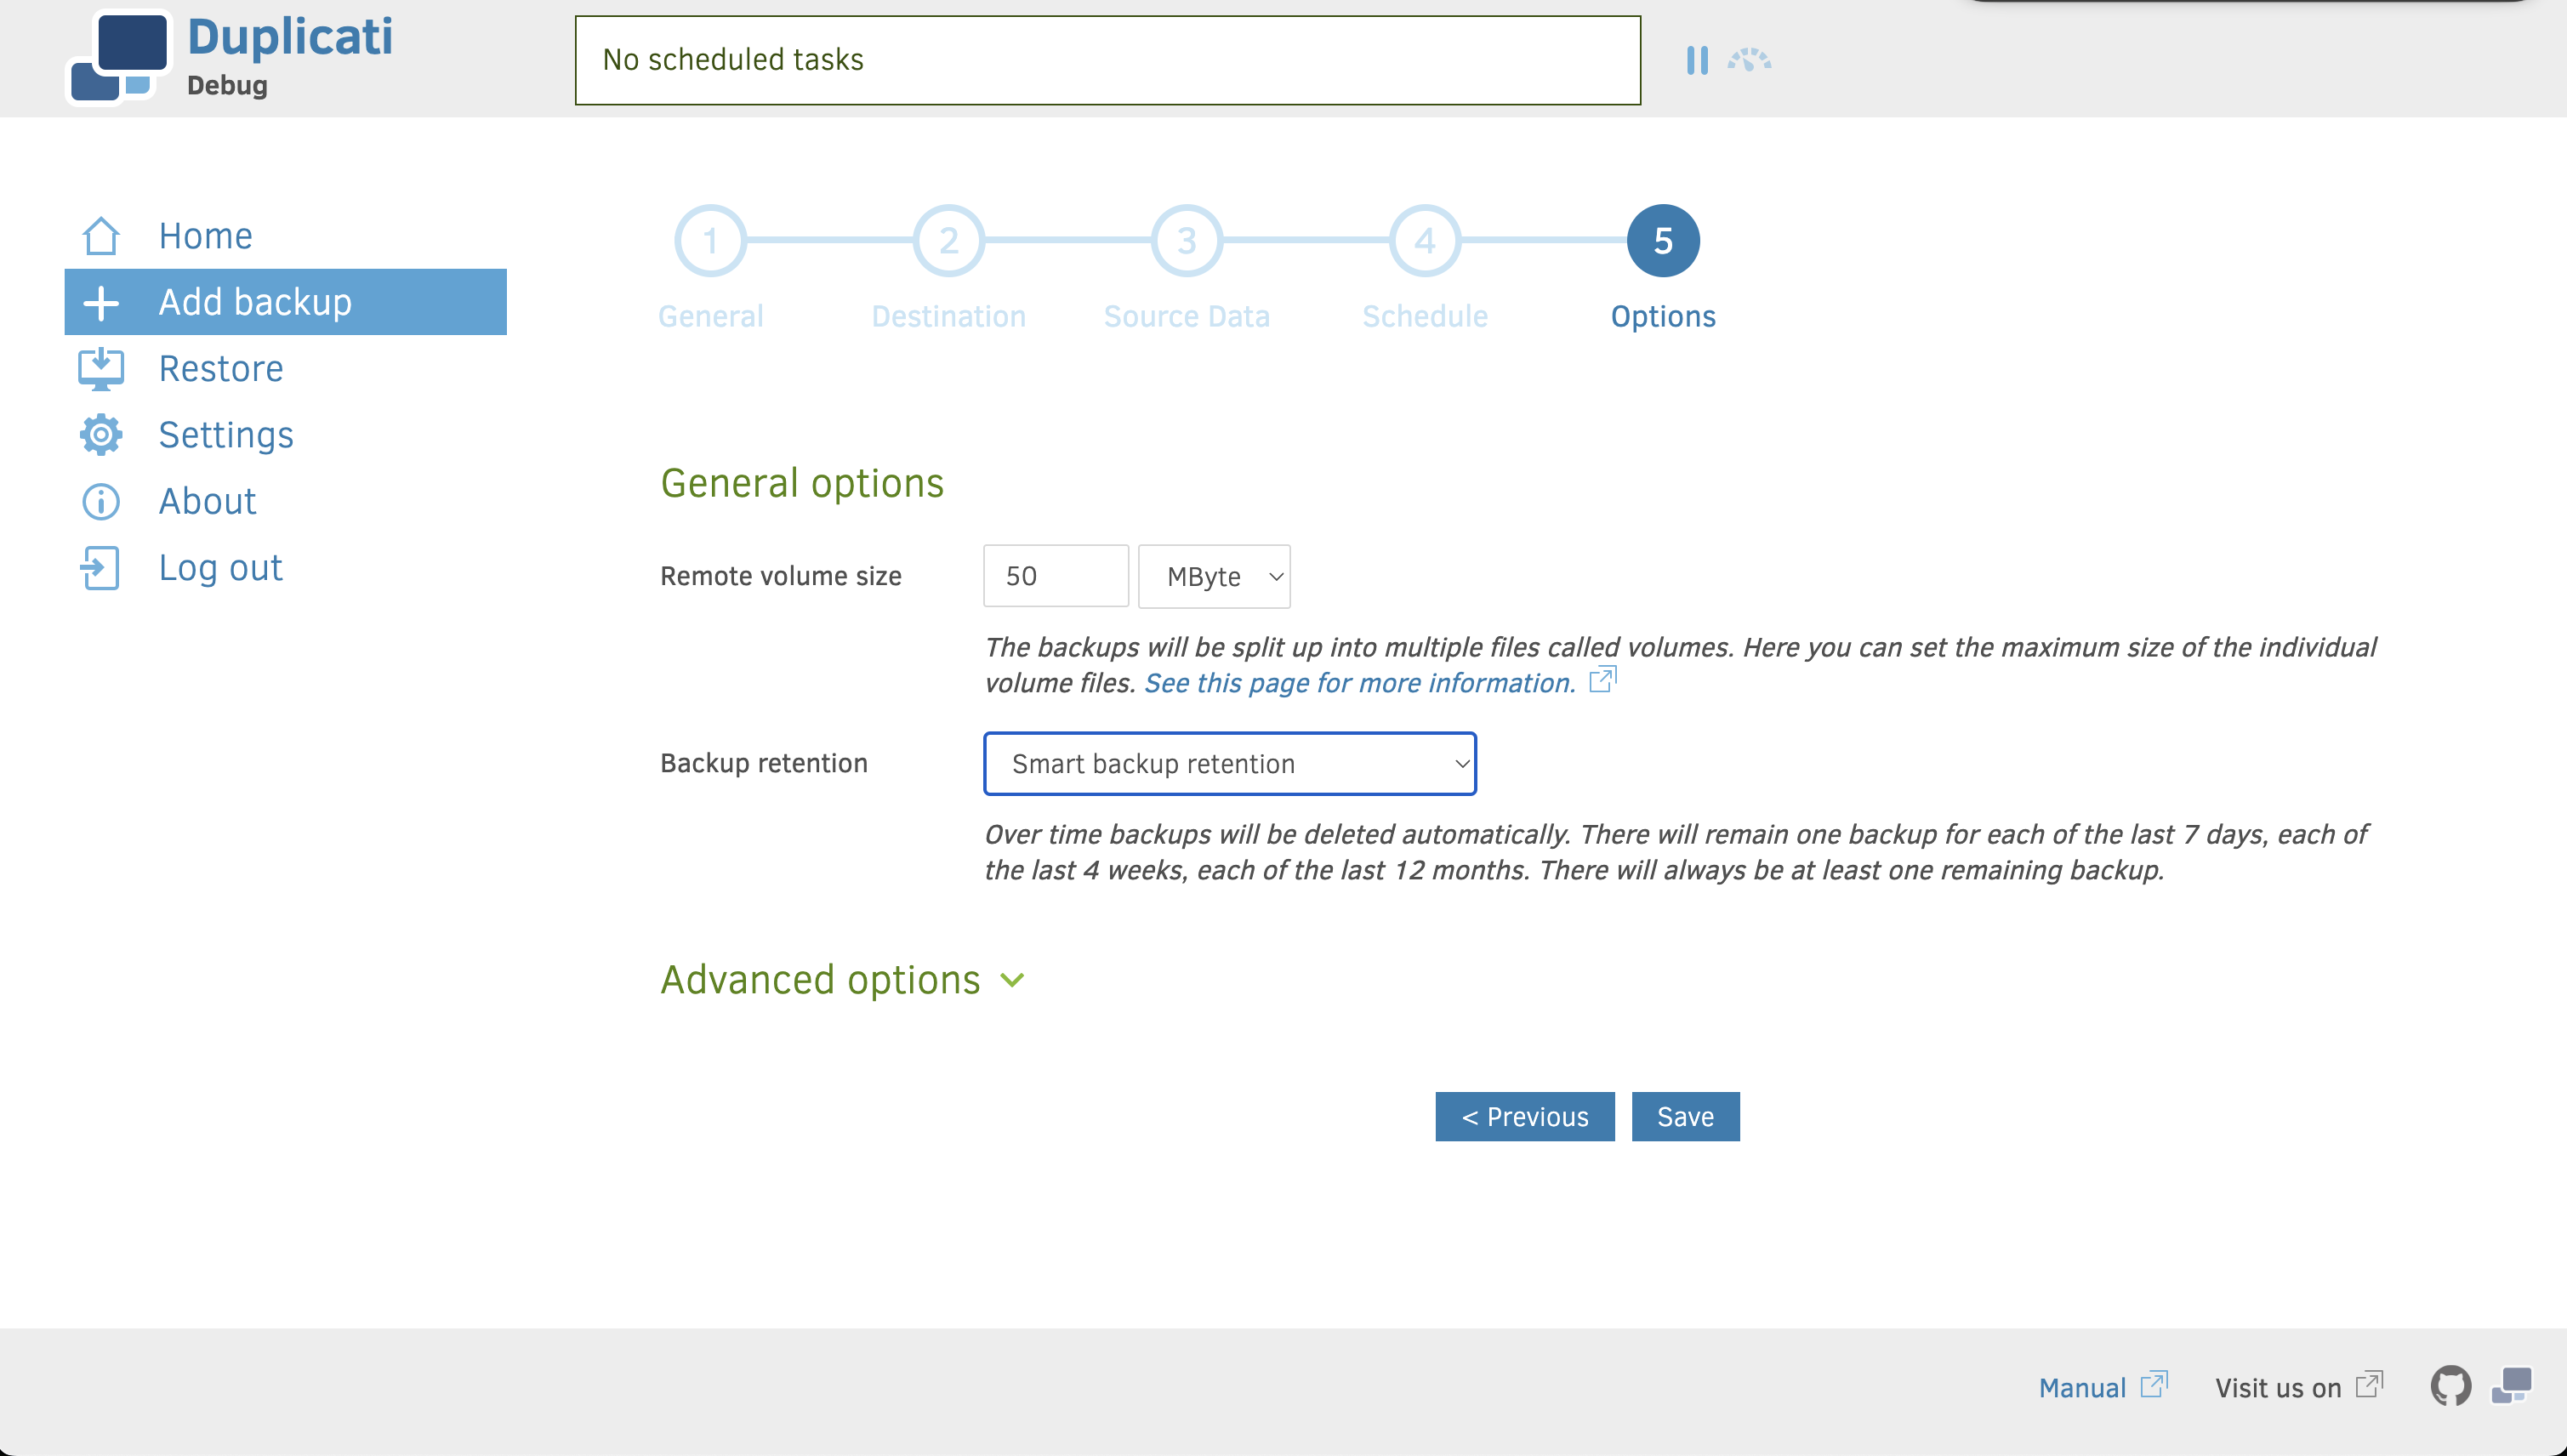 Duplicati
Debug
No scheduled tasks
Home
Add backup
Restore
Settings
About
Log out
1
2
3
4
5
General
Destination
Source Data
Schedule
Options
General options
Remote volume size
50
MByte
The backups will be split up into multiple files called volumes. Here you can set the maximum size of the individual
volume files. See this page for more information.
Backup retention
Smart backup retention
Over time backups will be deleted automatically. There will remain one backup for each of the last 7 days, each of
the last 4 weeks, each of the last 12 months. There will always be at least one remaining backup.
Advanced options
< Previous
Save
Manual
Visit us on